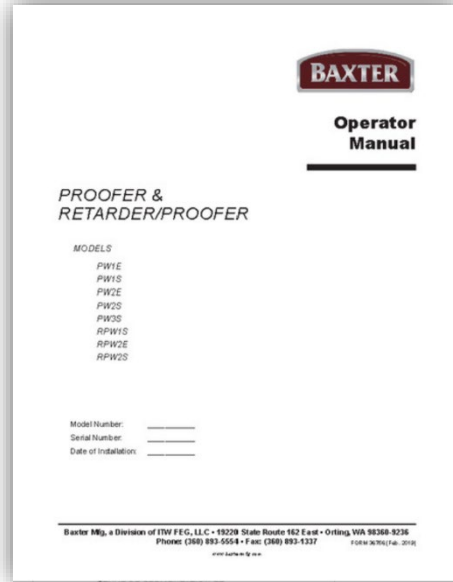 BAXTER
Operator
Manual
PROOFER &
RETARDER/PROOFER
MODELS
PW1E
PW1S
PW2E
PW2S
PW3S
RPW1S
RPW2E
RPW2S
Model Number:
Serial Number:
Date of Installation:
Baxter Mfg, a Division of ITW FEG, LLC • 19220 State Route 162 East • Orting, WA 98360-9236
Phone: (360) 893-5554 • Fax: (360) 893-1337